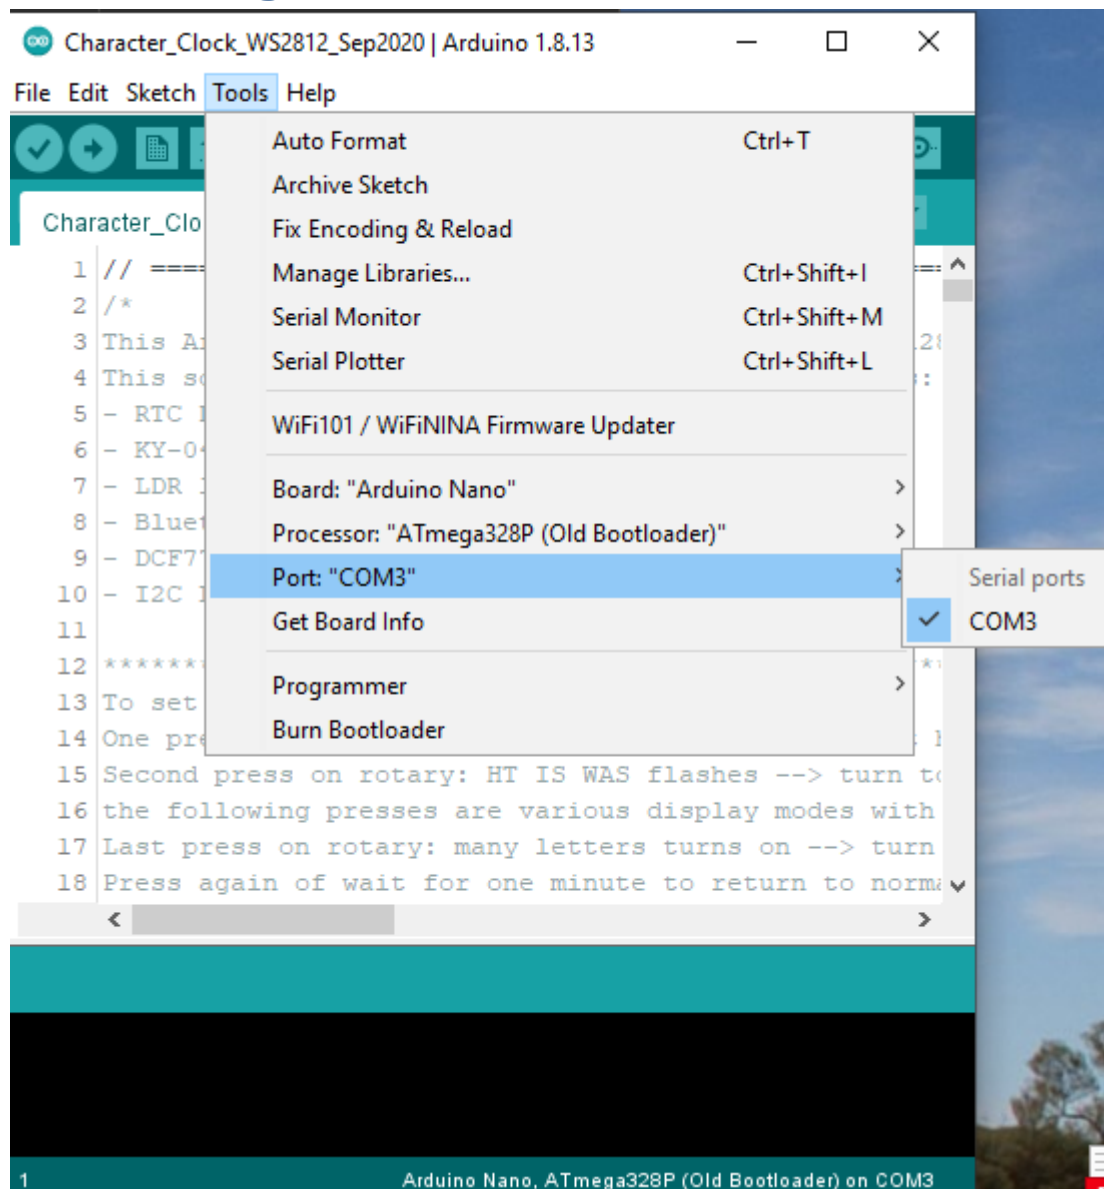 Character_Clock_WS2812_Sep2020 | Arduino 1.8.13
File Edit Sketch Tools Help
Character_Clo
Auto Format Ctrl+T
Archive Sketch
Fix Encoding & Reload
Manage Libraries... Ctrl+Shift+I
Serial Monitor Ctrl+Shift+M
Serial Plotter Ctrl+Shift+L
WiFi101 / WiFiNINA Firmware Updater
Board: "Arduino Nano"
Processor: "ATmega328P (Old Bootloader)"
Port: "COM3"
Get Board Info
Programmer
Burn Bootloader
Serial ports
COM3
1 // ====
2 /*
3 This
4 This
5 - RTC
6 - KY-0
7 - LDR
8 - Blue
9 - DCF7
10 - I2C
11
12 ******
13 To set
14 One
15 Second press on rotary: HT IS WAS flashes --> turn
16 the following presses are various display modes with
17 Last press on rotary: many letters turns on --> turn
18 Press again of wait for one minute to return to
1 Arduino Nano, ATmega328P (Old Bootloader) on COM3